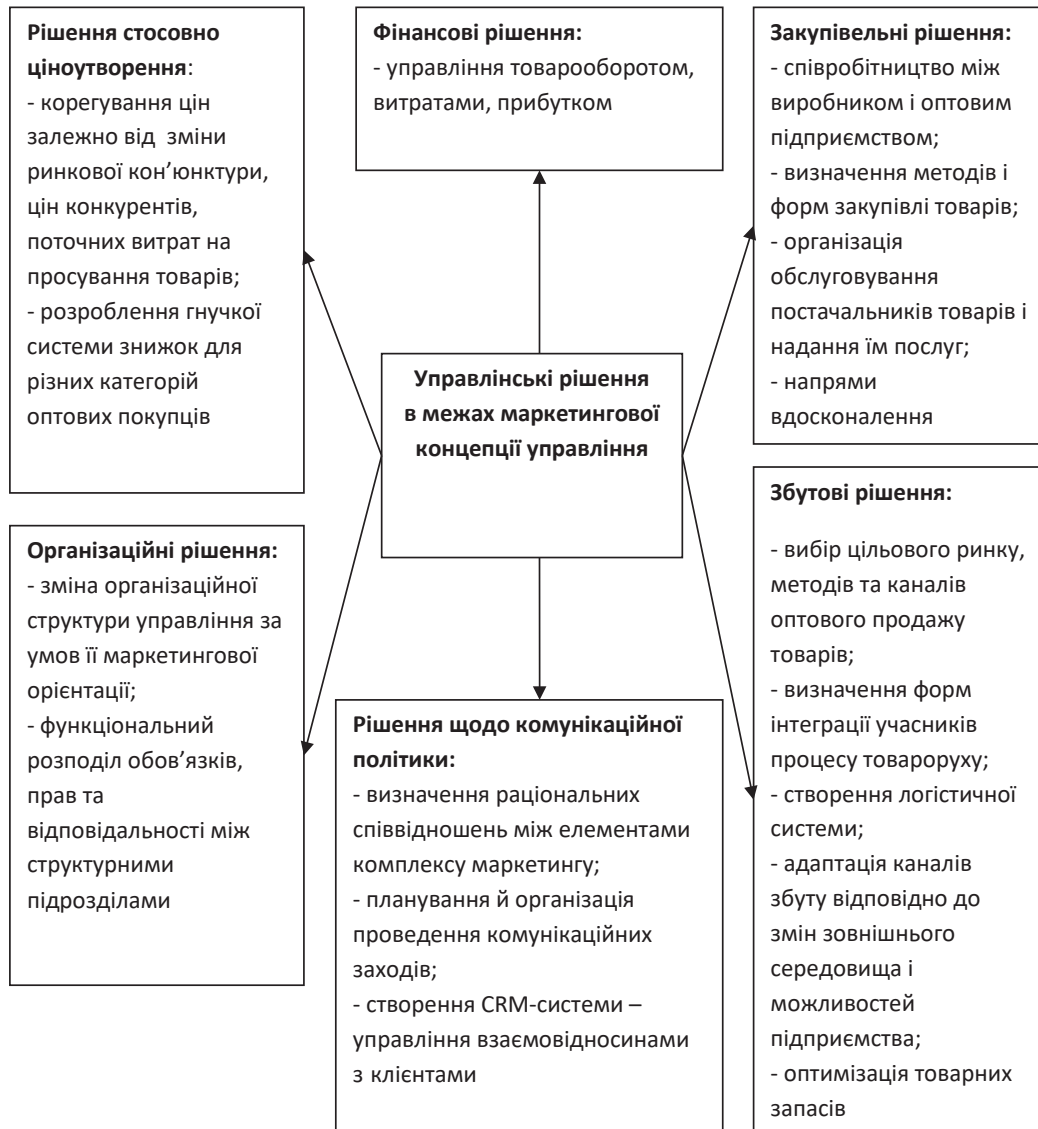 Рішення стосовно
ціноутворення:
- корегування цін
залежно від зміни
ринкової кон’юнктури,
цін конкурентів,
поточних витрат на
просування товарів;
- розроблення гнучкої
системи знижок для
різних категорій
оптових покупців
Фінансові рішення:
- управління товарооборотом,
витратами, прибутком
Закупівельні рішення:
- співробітництво між
виробником і оптовим
підприємством;
- визначення методів і
форм закупівлі товарів;
- організація
обслуговування
постачальників товарів і
надання їм послуг;
- напрями
вдосконалення
Управлінські рішення
в межах маркетингової
концепції управління
Організаційні рішення:
- зміна організаційної
структури управління за
умов її маркетингової
орієнтації;
- функціональний
розподіл обов’язків,
прав та
відповідальності між
структурними
підрозділами
Рішення щодо комунікаційної
політики:
- визначення раціональних
співвідношень між елементами
комплексу маркетингу;
- планування й організація
проведення комунікаційних
заходів;
- створення CRM-системи –
управління взаємовідносинами
з клієнтами
Збутові рішення:
- вибір цільового ринку,
методів та каналів
оптового продажу
товарів;
- визначення форм
інтеграції учасників
процесу товароруху;
- створення логістичної
системи;
- адаптація каналів
збуту відповідно до
змін зовнішнього
середовища і
можливостей
підприємства;
- оптимізація товарних
запасів